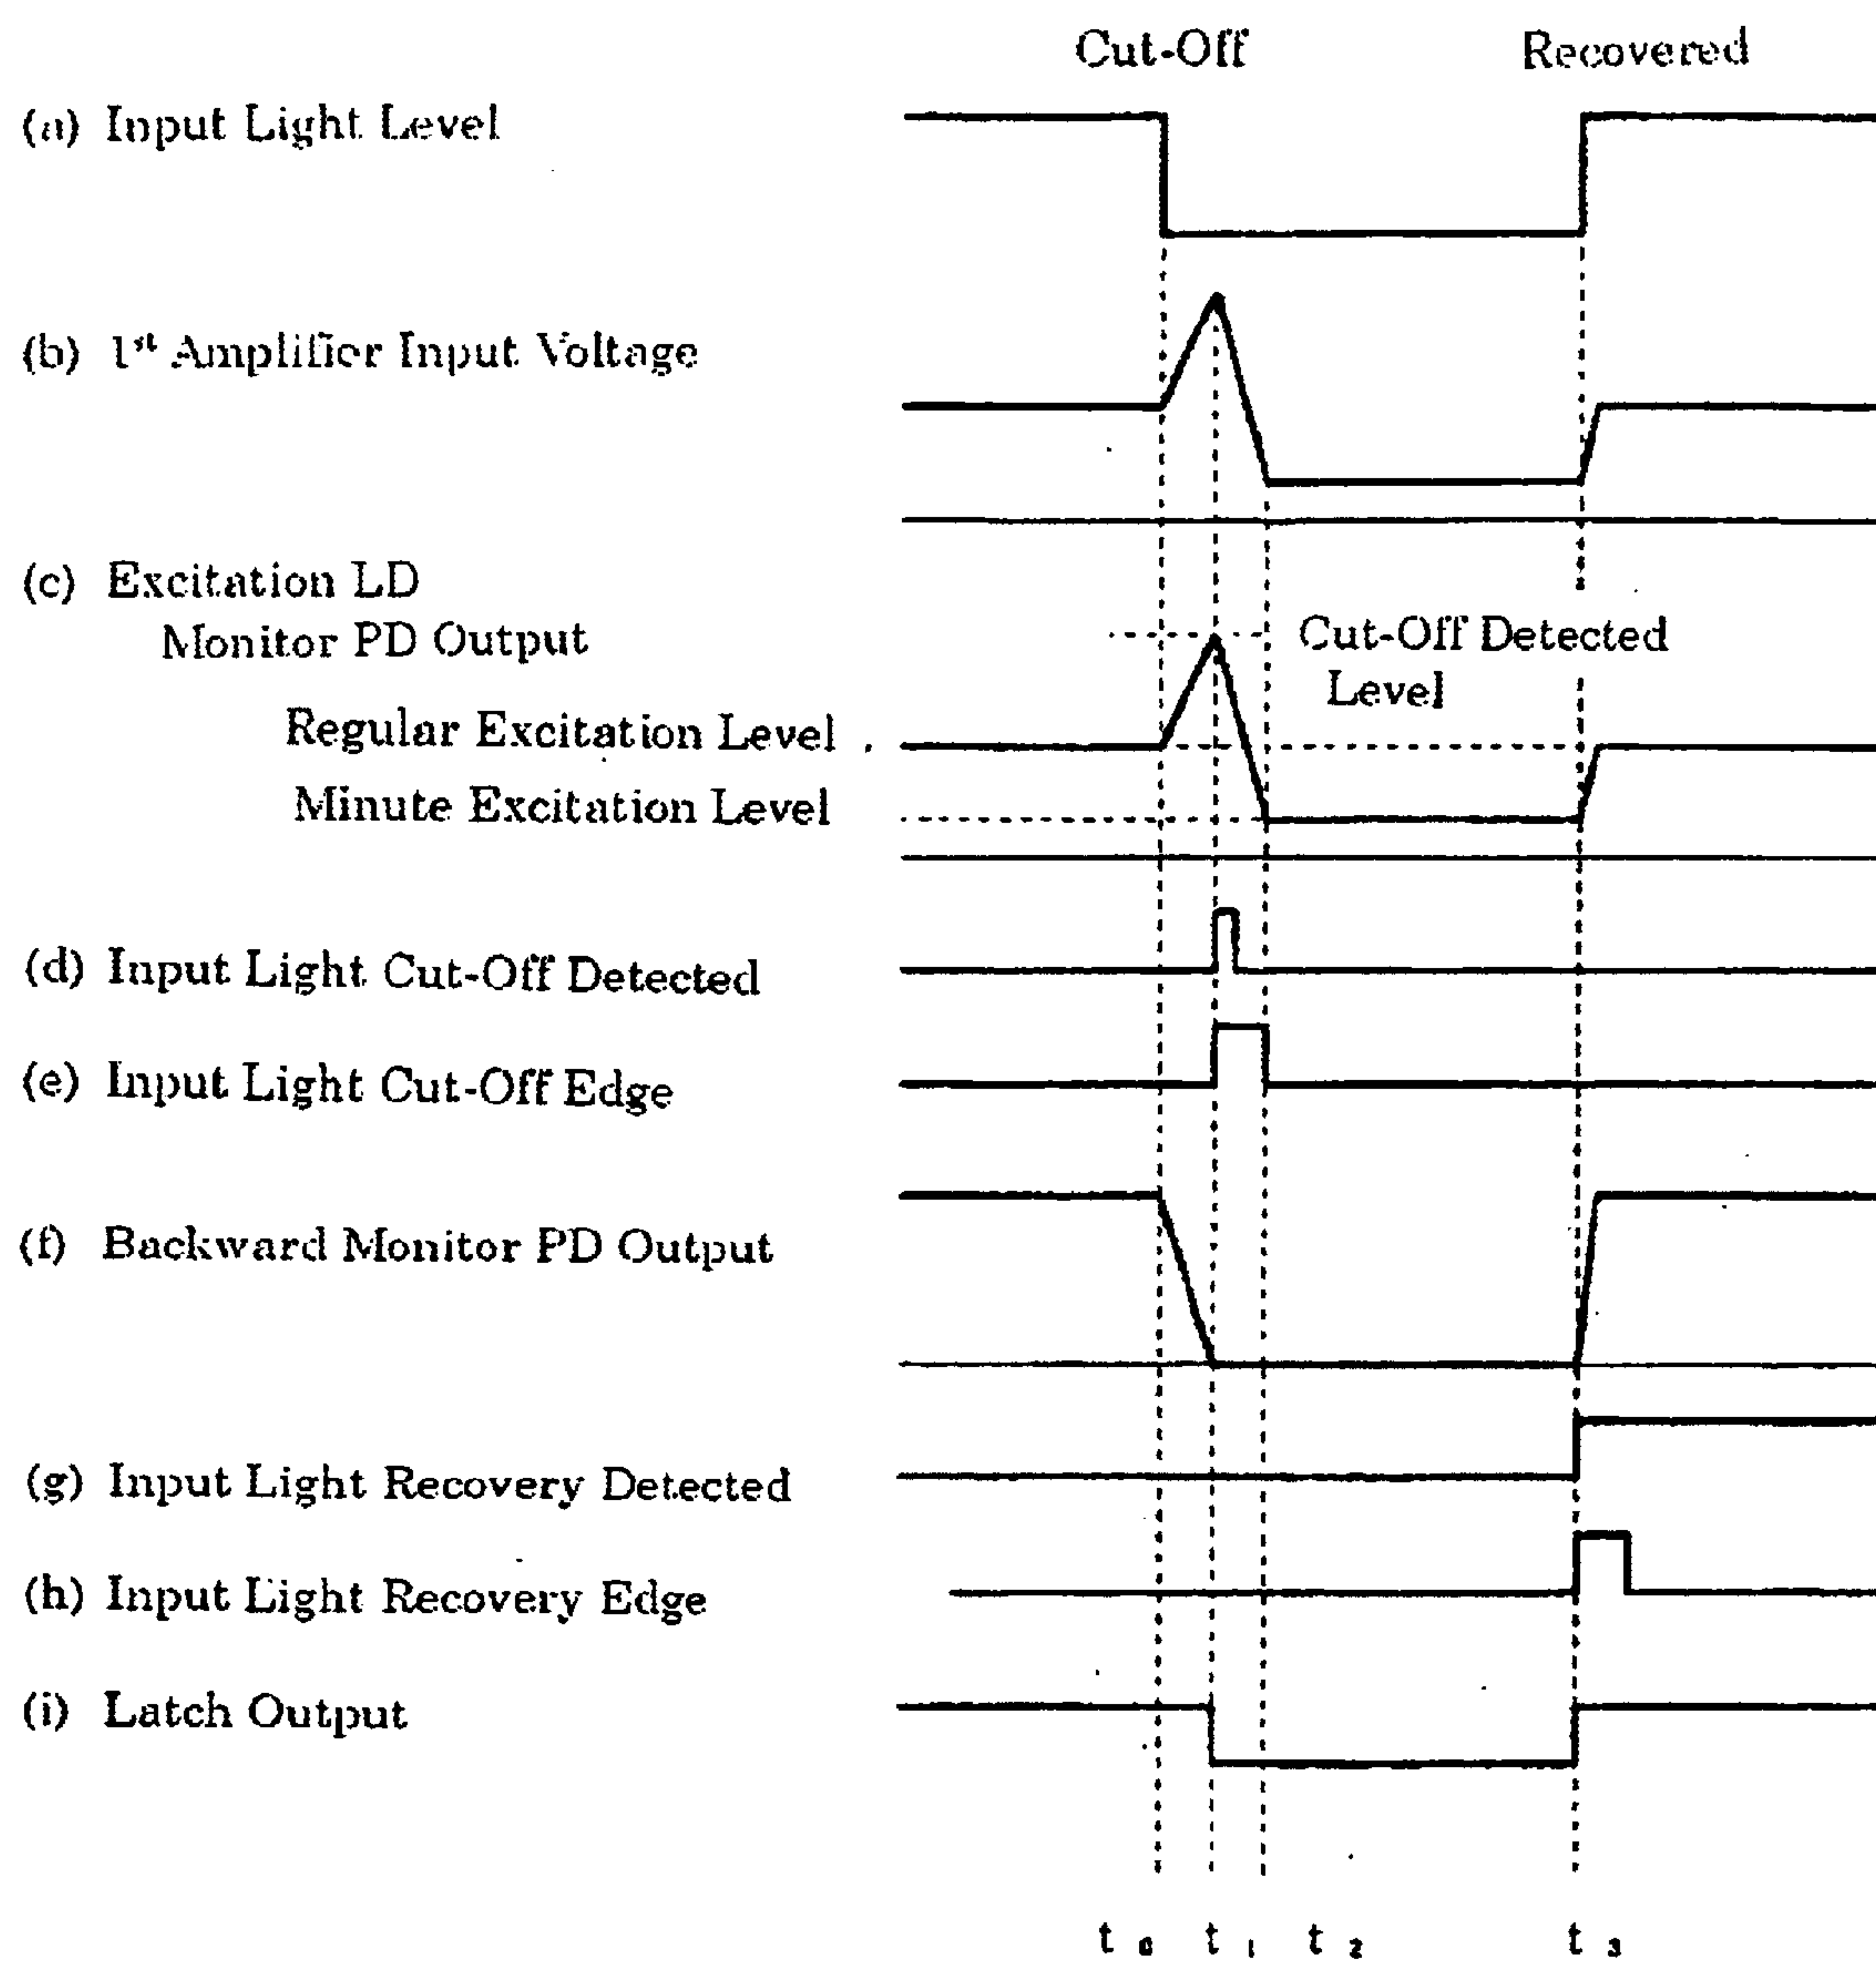 Cut-Off Recovered
(a) Input Light Level
(b) 1st Amplifier Input Voltage
(c) Excitation LD
Monitor PD Output
Cut-Off Detected
Level
Regular Excitation Level
Minute Excitation Level
(d) Input Light Cut-Off Detected
(e) Input Light Cut-Off Edge
(f) Backward Monitor PD Output
(g) Input Light Recovery Detected
(h) Input Light Recovery Edge
(i) Latch Output
t0 t1 t2 t3